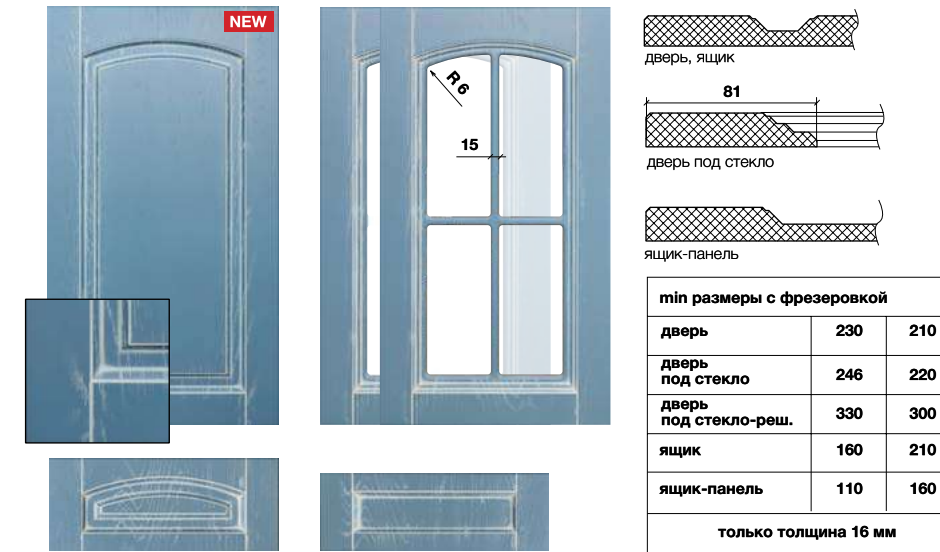 NEW
R 6
15
дверь, ящик
81
дверь под стекло
ящик-панель
min размеры с фрезеровкой
дверь 230 210
дверь
под стекло 246 220
дверь
под стекло-реш. 330 300
ящик 160 210
ящик-панель 110 160
только толщина 16 мм